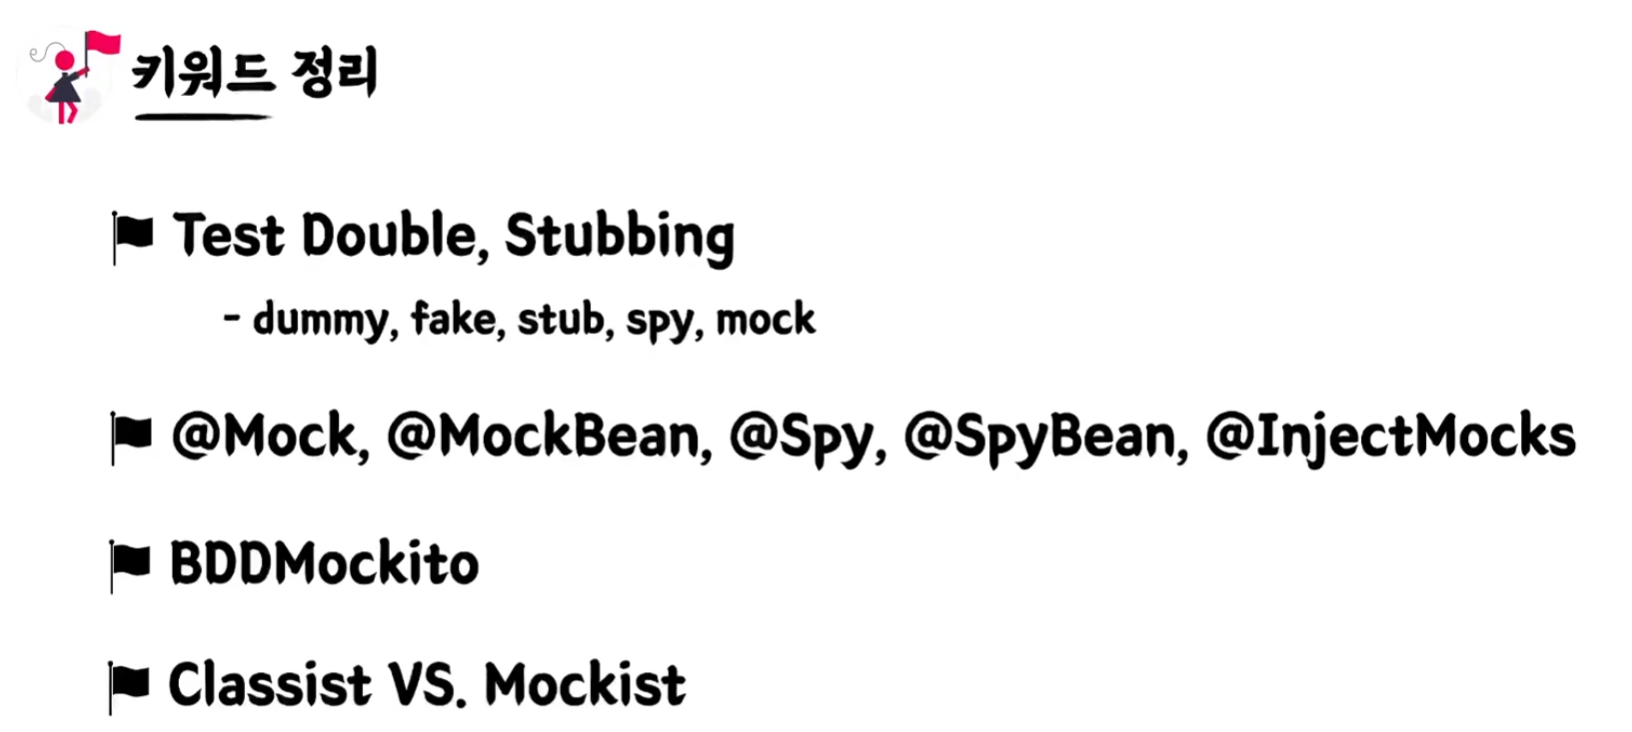 키워드 정리
Test Double, Stubbing
- dummy, fake, stub, spy, mock
@Mock, @MockBean, @Spy, @SpyBean, @InjectMocks
BDDMockito
Classist VS. Mockist